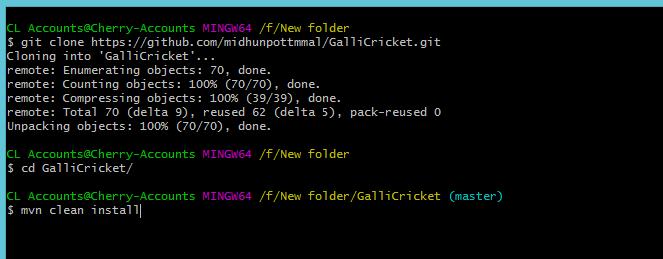 CL Accounts@Cherry-Accounts MINGW64 /f/New folder
$ git clone https://github.com/midhunpottmmal/GalliCricket.git
Cloning into 'GalliCricket'...
remote: Enumerating objects: 70, done.
remote: Counting objects: 100% (70/70), done.
remote: Compressing objects: 100% (39/39), done.
remote: Total 70 (delta 9), reused 62 (delta 5), pack-reused 0
Unpacking objects: 100% (70/70), done.
CL Accounts@Cherry-Accounts MINGW64 /f/New folder
$ cd GalliCricket/
CL Accounts@Cherry-Accounts MINGW64 /f/New folder/GalliCricket (master)
$ mvn clean install